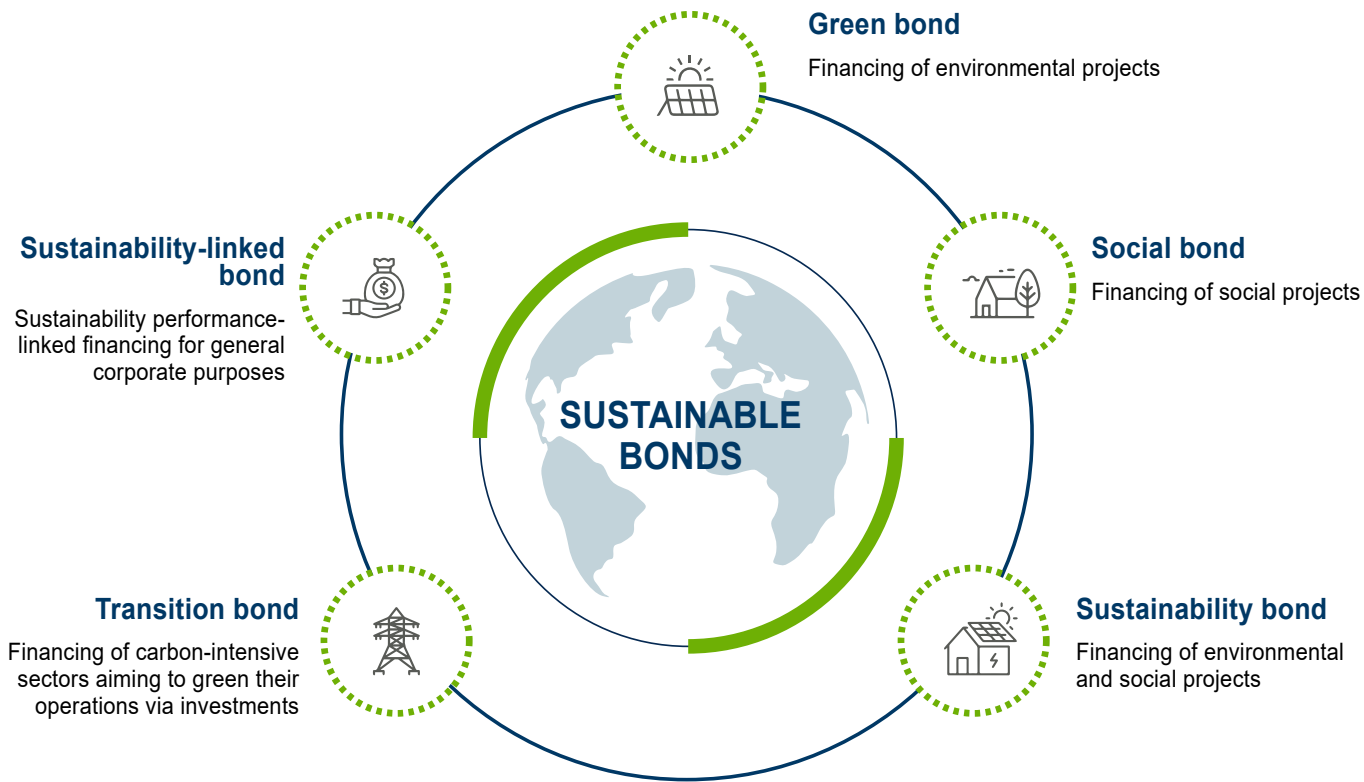 Green bond
Financing of environmental projects
Sustainability-linked
bond
Sustainability performance-
linked financing for general
corporate purposes
Social bond
Financing of social projects
$
SUSTAINABLE
BONDS
Transition bond
Financing of carbon-intensive
sectors aiming to green their
operations via investments
Sustainability bond
Financing of environmental
and social projects